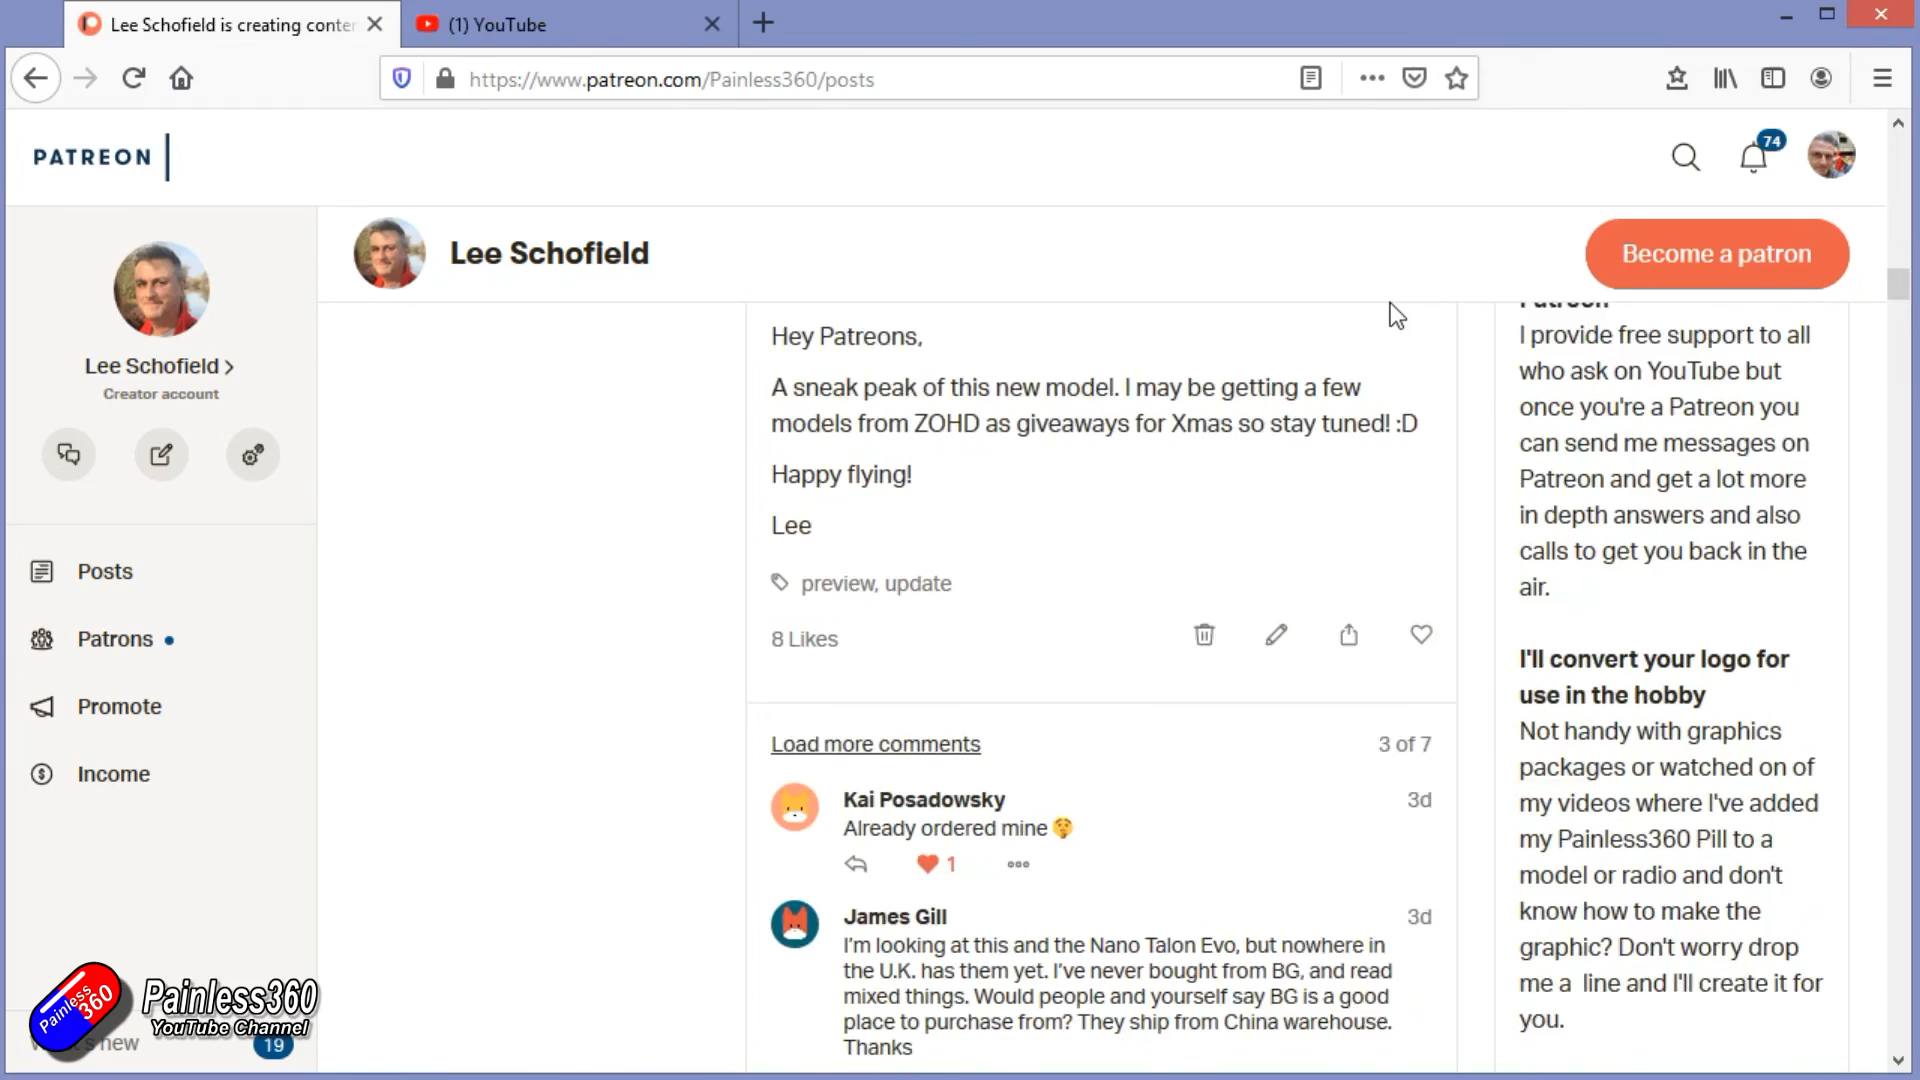 Lee Schofield is creating conter
(1) YouTube
https://www.patreon.com/Painless360/posts
PATREON
74
Lee Schofield
Become a patron
Lee Schofield
Creator account
Posts
Patrons
Promote
Income
19
Hey Patreons,
A sneak peak of this new model. I may be getting a few
models from ZOHD as giveaways for Xmas so stay tuned! :D
Happy flying!
Lee
preview, update
8 Likes
Load more comments
3 of 7
Kai Posadowsky
3d
Already ordered mine
1
James Gill
3d
I'm looking at this and the Nano Talon Evo, but nowhere in
the U.K. has them yet. I've never bought from BG, and read
mixed things. Would people and yourself say BG is a good
place to purchase from? They ship from China warehouse.
Thanks
Patreon
I provide free support to all
who ask on YouTube but
once you're a Patreon you
can send me messages on
Patreon and get a lot more
in depth answers and also
calls to get you back in the
air.
I'll convert your logo for
use in the hobby
Not handy with graphics
packages or watched on of
my videos where I've added
my Painless360 Pill to a
model or radio and don't
know how to make the
graphic? Don't worry drop
me a line and I'll create it for
you.
Painless
360
Painless360
YouTube Channel
new